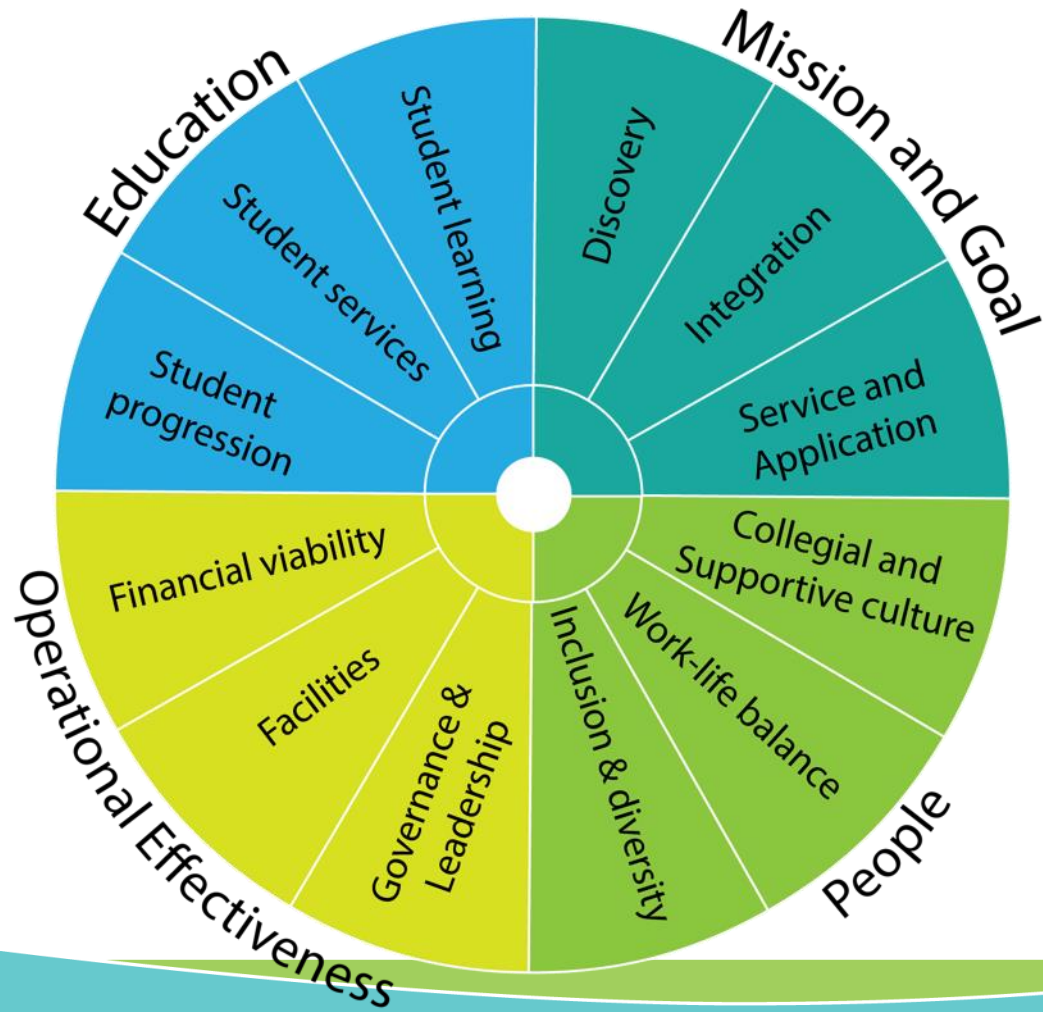 Education
Student learning
Student services
Student
progression
Mission and Goal
Discovery
Integration
Service and
Application
People
Collegial and
Supportive culture
Work-life balance
Inclusion & diversity
Operational Effectiveness
Governance &
Leadership
Facilities
Financial viability